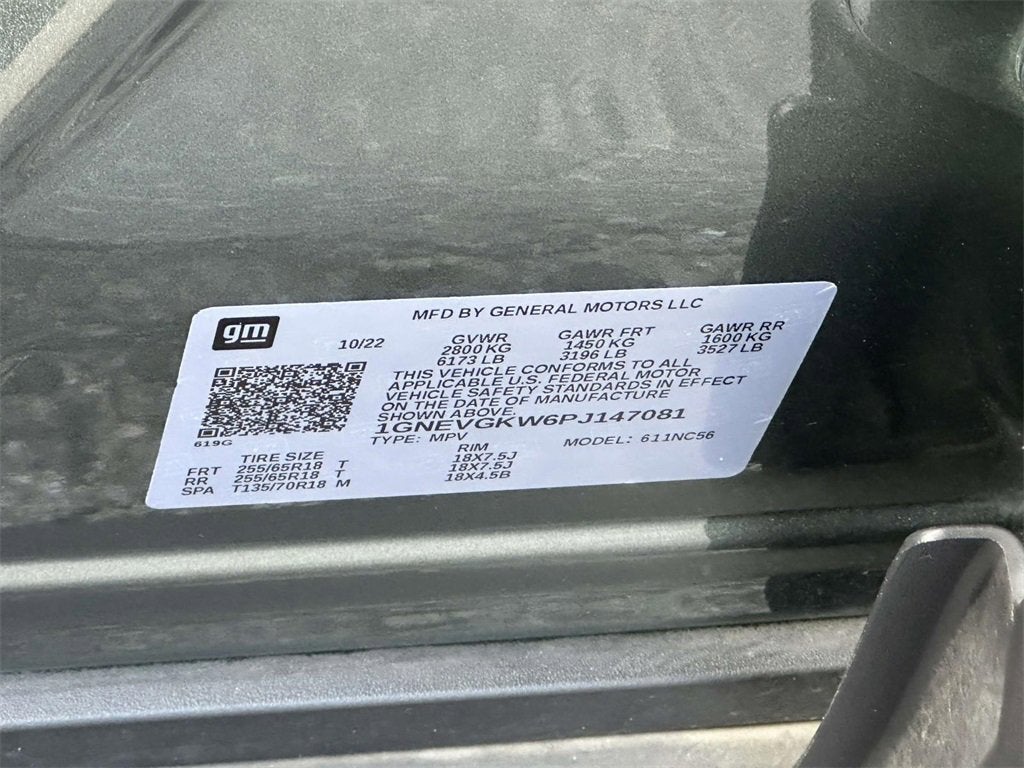 MFD BY GENERAL MOTORS LLC
gm
10/22 GVWR GAWR FRT GAWR RR
2800 KG 1450 KG 1600 KG
6173 LB 3196 LB 3527 LB
THIS VEHICLE CONFORMS TO ALL
APPLICABLE U.S. FEDERAL MOTOR
VEHICLE SAFETY STANDARDS IN EFFECT
ON THE DATE OF MANUFACTURE
SHOWN ABOVE.
1GNEVGKW6PJ147081
619G
TYPE: MPV MODEL: 611NC56
TIRE SIZE RIM
FRT 255/65R18 T 18X7.5J
RR 255/65R18 T 18X7.5J
SPA T135/70R18 M 18X4.5B